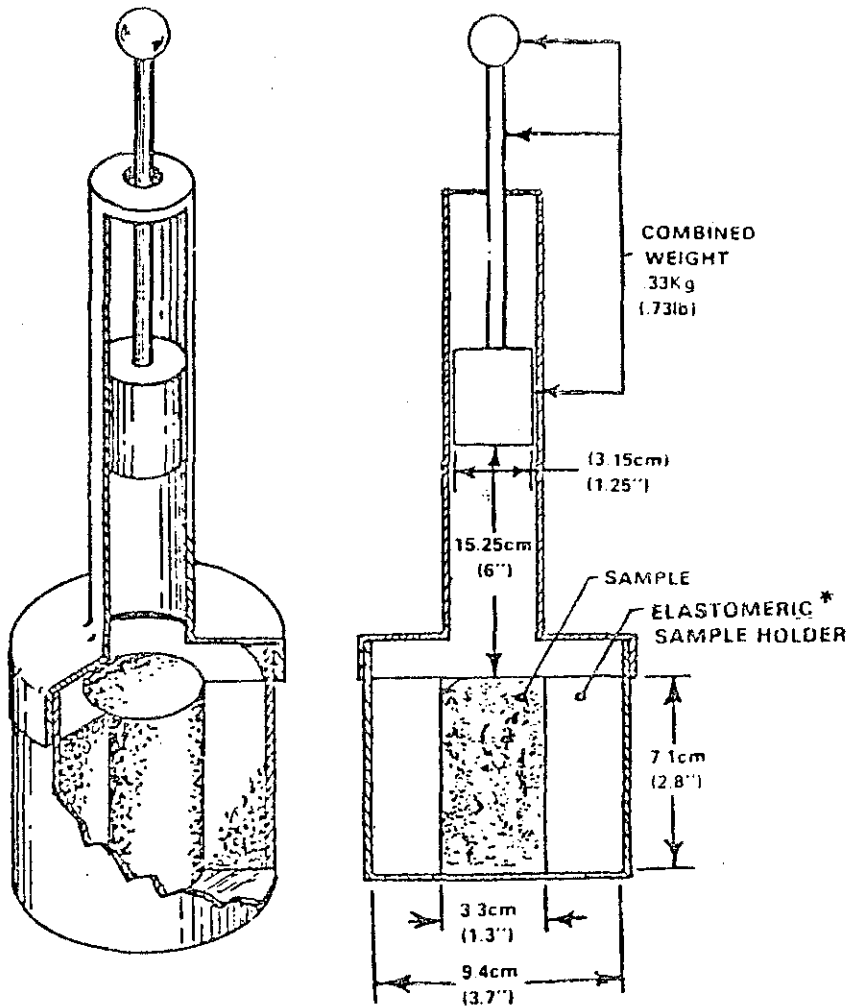 COMBINED
WEIGHT
.33Kg
(.73lb)
(3.15cm)
(1.25")
15.25cm
(6")
SAMPLE
ELASTOMERIC*
SAMPLE HOLDER
7.1cm
(2.8")
3.3cm
(1.3")
9.4cm
(3.7")